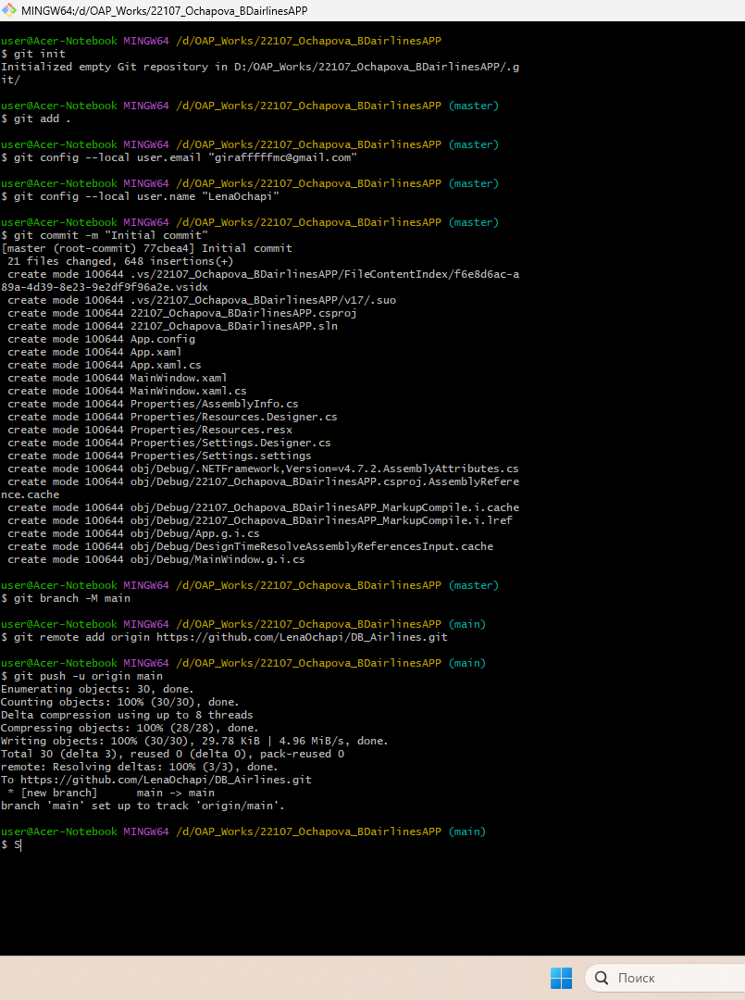 MINGW64:/d/OAP_Works/22107_Ochapova_BDairlinesAPP
user@Acer-Notebook MINGW64 /d/OAP_Works/22107_Ochapova_BDairlinesAPP
$ git init
Initialized empty Git repository in D:/OAP_Works/22107_Ochapova_BDairlinesAPP/.g
it/
user@Acer-Notebook MINGW64 /d/OAP_Works/22107_Ochapova_BDairlinesAPP (master)
$ git add .
user@Acer-Notebook MINGW64 /d/OAP_Works/22107_Ochapova_BDairlinesAPP (master)
$ git config --local user.email "girafffffmc@gmail.com"
user@Acer-Notebook MINGW64 /d/OAP_Works/22107_Ochapova_BDairlinesAPP (master)
$ git config --local user.name "LenaOchapi"
user@Acer-Notebook MINGW64 /d/OAP_Works/22107_Ochapova_BDairlinesAPP (master)
$ git commit -m "Initial commit"
[master (root-commit) 77cbea4] Initial commit
21 files changed, 648 insertions(+)
create mode 100644 .vs/22107_Ochapova_BDairlinesAPP/FileContentIndex/f6e8d6ac-a
89a-4d39-8e23-9e2df9f96a2e.vsidx
create mode 100644 .vs/22107_Ochapova_BDairlinesAPP/v17/.suo
create mode 100644 22107_Ochapova_BDairlinesAPP.csproj
create mode 100644 22107_Ochapova_BDairlinesAPP.sln
create mode 100644 App.config
create mode 100644 App.xaml
create mode 100644 App.xaml.cs
create mode 100644 MainWindow.xaml
create mode 100644 MainWindow.xaml.cs
create mode 100644 Properties/AssemblyInfo.cs
create mode 100644 Properties/Resources.Designer.cs
create mode 100644 Properties/Resources.resx
create mode 100644 Properties/Settings.Designer.cs
create mode 100644 Properties/Settings.settings
create mode 100644 obj/Debug/.NETFramework,Version=v4.7.2.AssemblyAttributes.cs
create mode 100644 obj/Debug/22107_Ochapova_BDairlinesAPP.csproj.AssemblyRefere
nce.cache
create mode 100644 obj/Debug/22107_Ochapova_BDairlinesAPP_MarkupCompile.i.cache
create mode 100644 obj/Debug/22107_Ochapova_BDairlinesAPP_MarkupCompile.i.lref
create mode 100644 obj/Debug/App.g.i.cs
create mode 100644 obj/Debug/DesignTimeResolveAssemblyReferencesInput.cache
create mode 100644 obj/Debug/MainWindow.g.i.cs
user@Acer-Notebook MINGW64 /d/OAP_Works/22107_Ochapova_BDairlinesAPP (master)
$ git branch -M main
user@Acer-Notebook MINGW64 /d/OAP_Works/22107_Ochapova_BDairlinesAPP (main)
$ git remote add origin https://github.com/LenaOchapi/DB_Airlines.git
user@Acer-Notebook MINGW64 /d/OAP_Works/22107_Ochapova_BDairlinesAPP (main)
$ git push -u origin main
Enumerating objects: 30, done.
Counting objects: 100% (30/30), done.
Delta compression using up to 8 threads
Compressing objects: 100% (28/28), done.
Writing objects: 100% (30/30), 29.78 KiB | 4.96 MiB/s, done.
Total 30 (delta 3), reused 0 (delta 0), pack-reused 0
remote: Resolving deltas: 100% (3/3), done.
To https://github.com/LenaOchapi/DB_Airlines.git
* [new branch]      main -> main
branch 'main' set up to track 'origin/main'.
user@Acer-Notebook MINGW64 /d/OAP_Works/22107_Ochapova_BDairlinesAPP (main)
$ S
Поиск